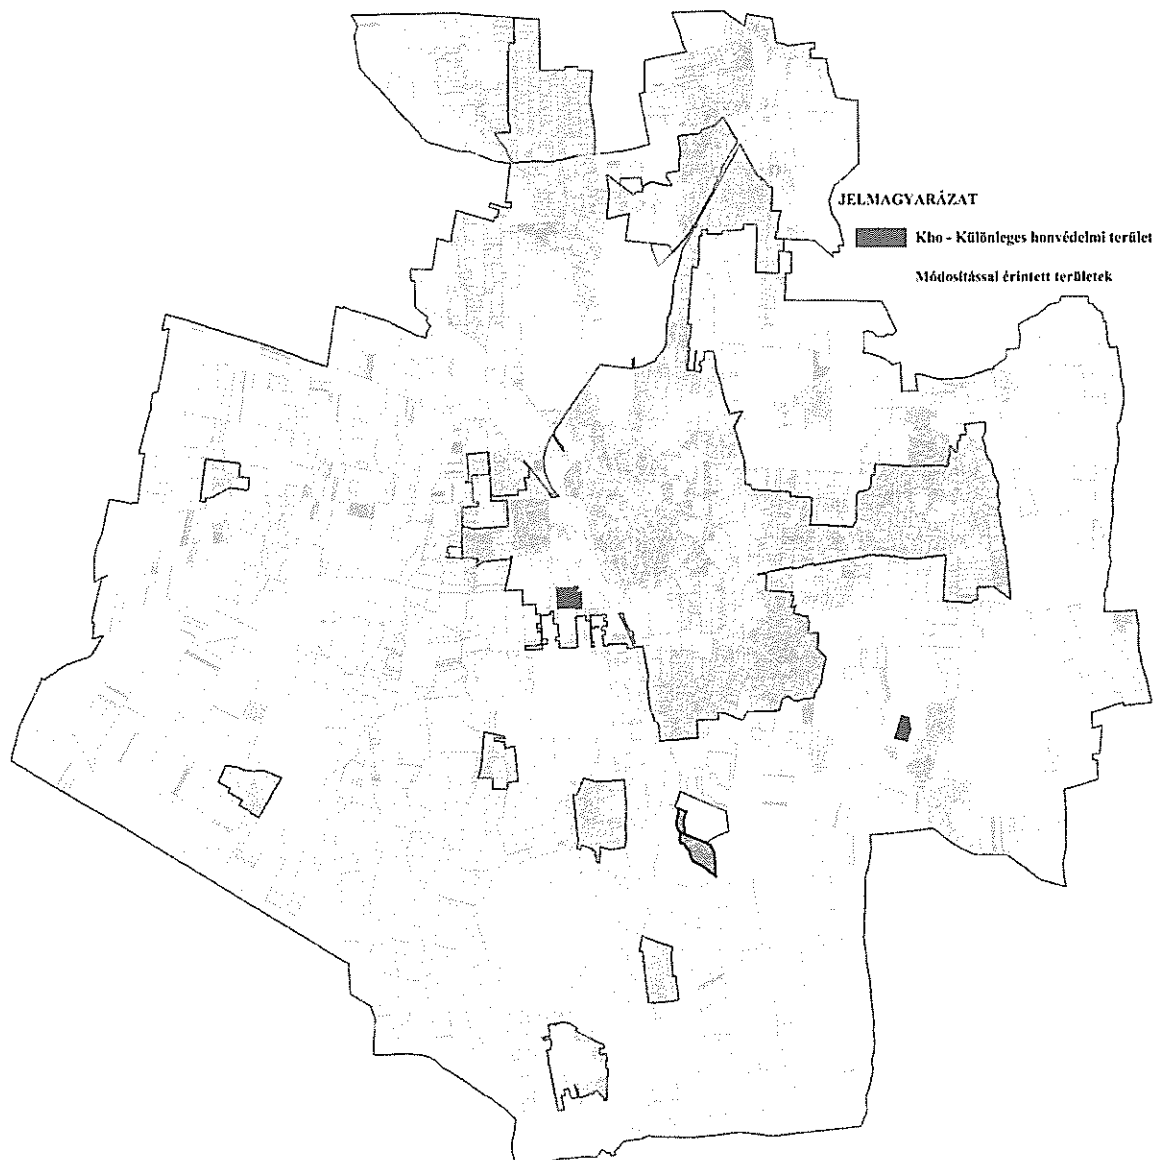 JELMAGYARÁZAT
Kho - Különleges honvédelmi terület
Módosítással érintett területek